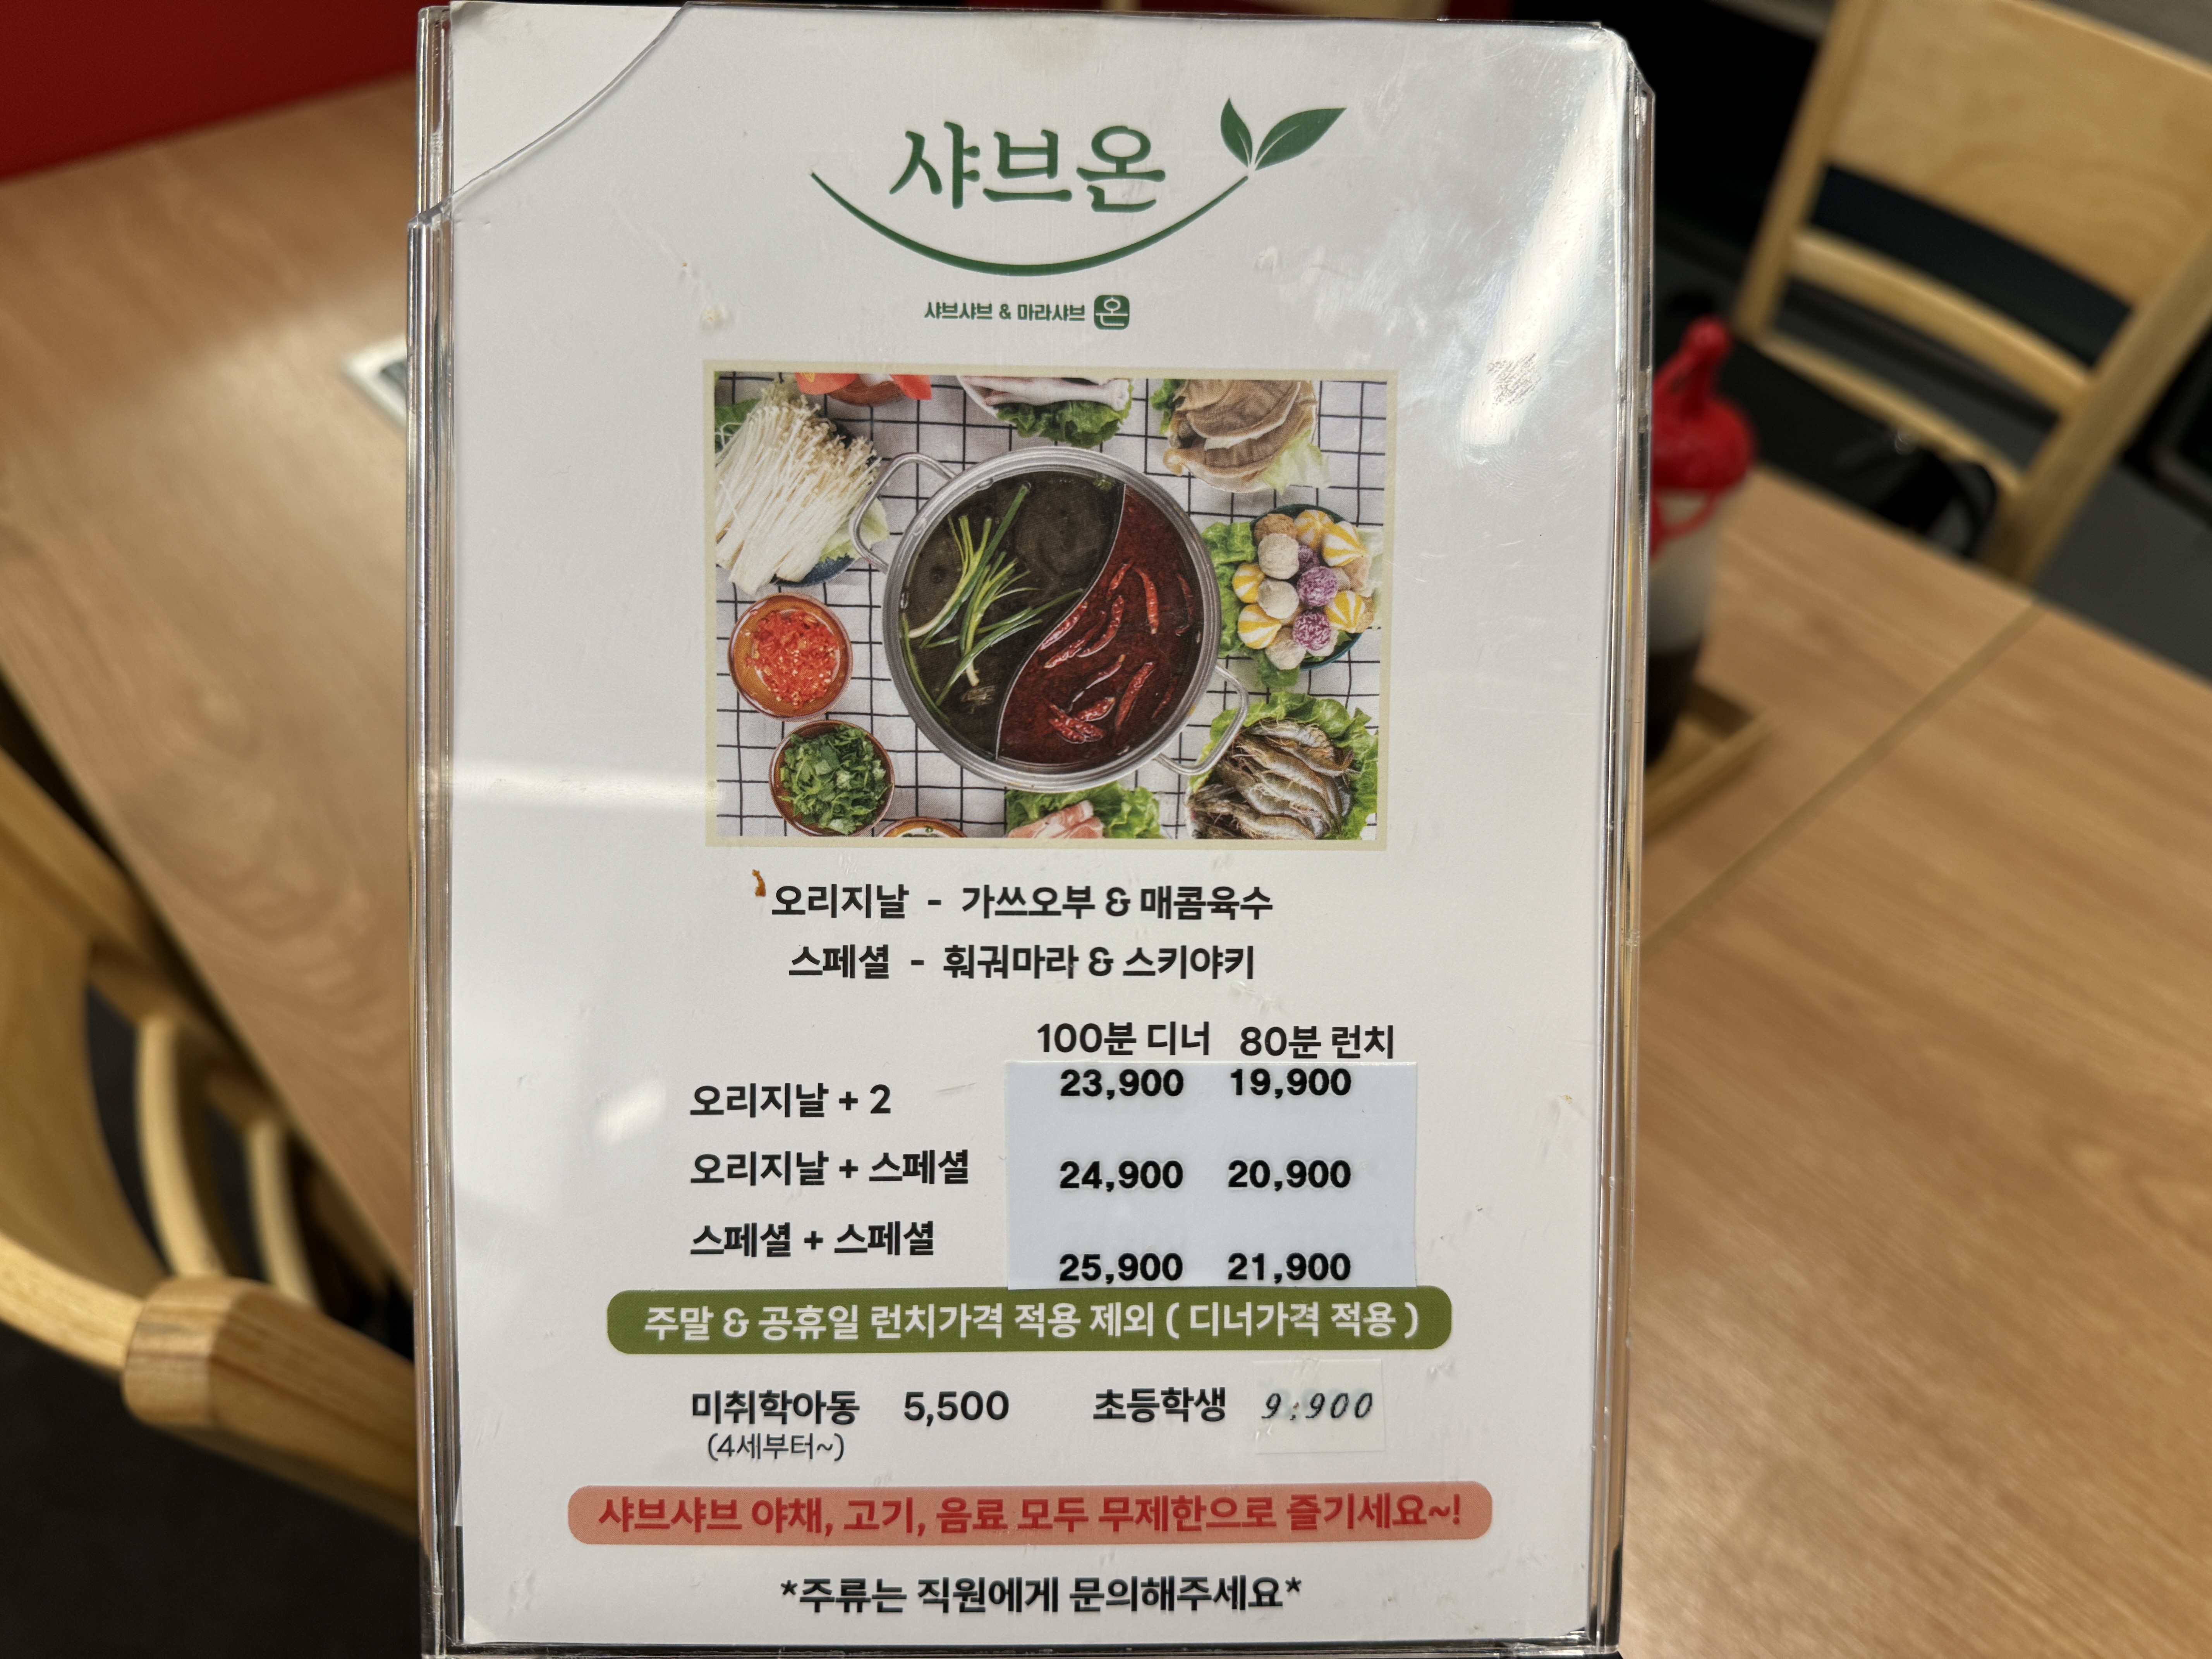 샤브온
샤브샤브 & 마라샤브 온
오리지날 - 가쓰오부 & 매콤육수
스페셜 - 훠궈마라 & 스키야키
100분 디너 80분 런치
오리지날 + 2 23,900 19,900
오리지날 + 스페셜 24,900 20,900
스페셜 + 스페셜 25,900 21,900
주말 & 공휴일 런치가격 적용 제외 ( 디너가격 적용 )
미취학아동 5,500 초등학생 9,900
(4세부터~)
샤브샤브 야채, 고기, 음료 모두 무제한으로 즐기세요~!
*주류는 직원에게 문의해주세요*